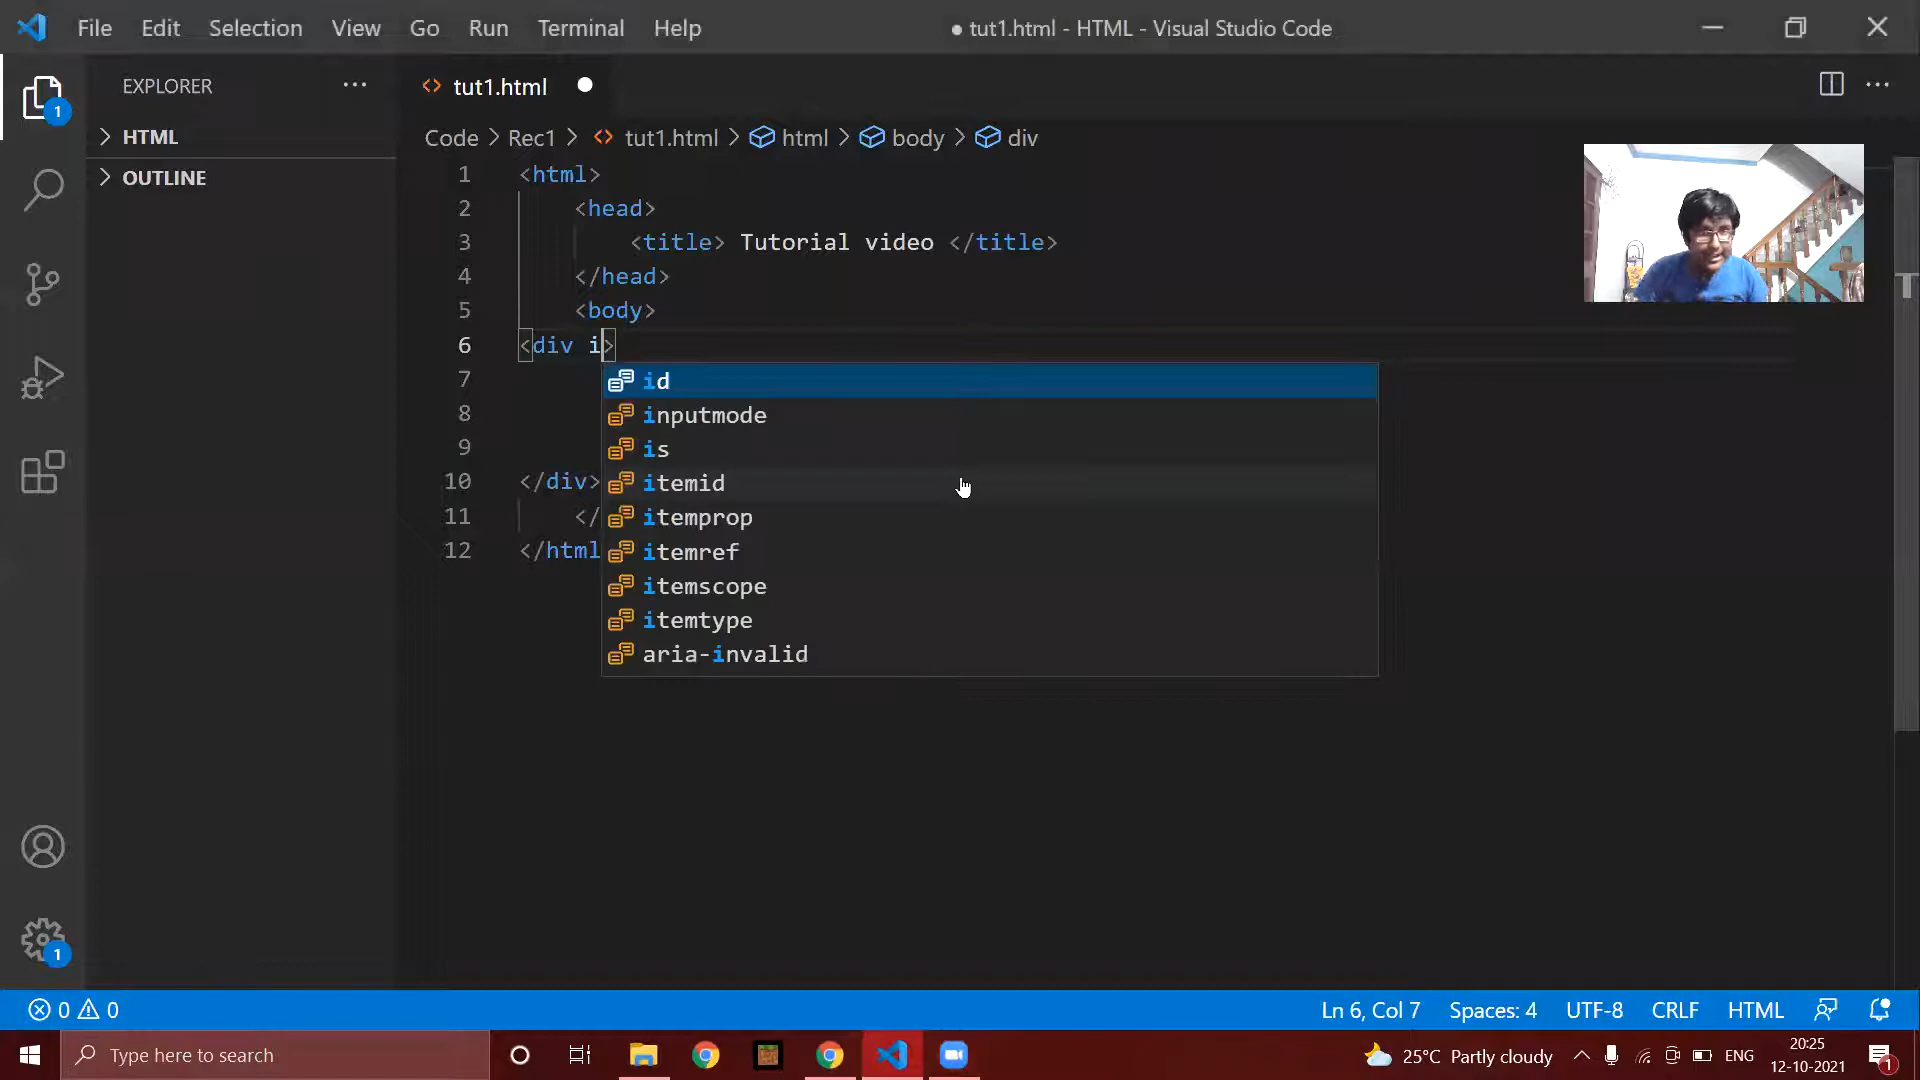 File Edit Selection View Go Run Terminal Help
● tut1.html - HTML - Visual Studio Code
EXPLORER
tut1.html
1
HTML
OUTLINE
Code > Rec1 > tut1.html > html > body > div
1 <html>
2 <head>
3 <title> Tutorial video </title>
4 </head>
5 <body>
6 <div i>
7
8
9
10 </div>
11 </
12 </html
id
inputmode
is
itemid
itemprop
itemref
itemscope
itemtype
aria-invalid
1
0 0
Ln 6, Col 7 Spaces: 4 UTF-8 CRLF HTML
Type here to search
25°C Partly cloudy
ENG
20:25
12-10-2021
1